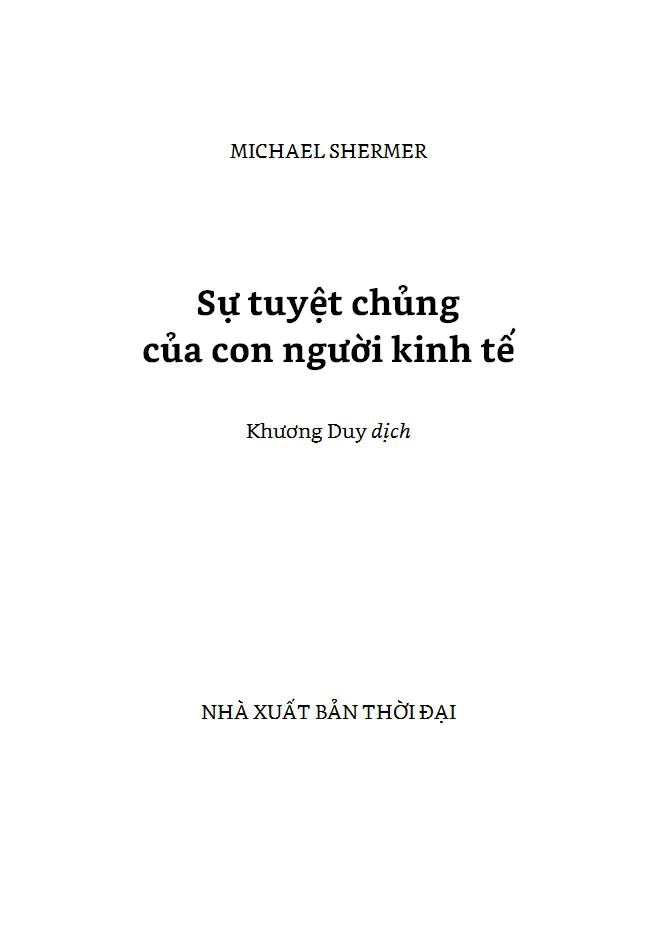 MICHAEL SHERMER
Sự tuyệt chủng
của con người kinh tế
Khương Duy dịch
NHÀ XUẤT BẢN THỜI ĐẠI